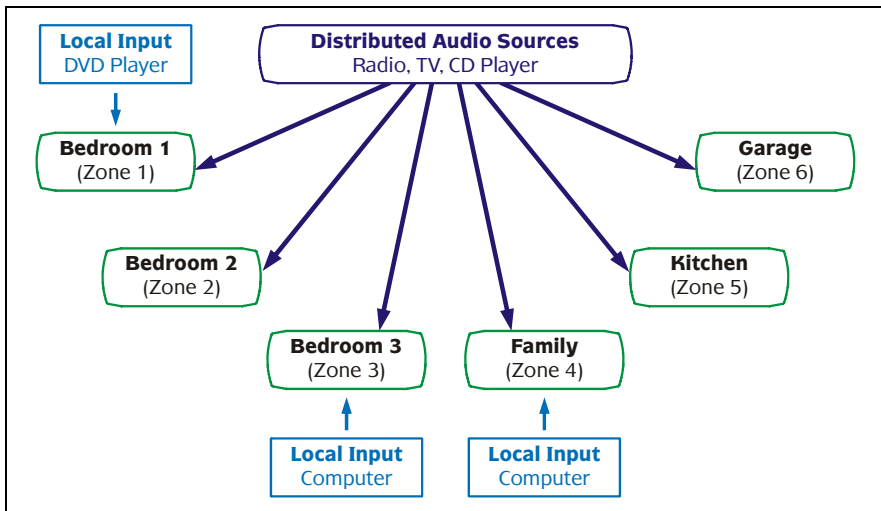 Local Input
DVD Player
Distributed Audio Sources
Radio, TV, CD Player
Bedroom 1
(Zone 1)
Garage
(Zone 6)
Bedroom 2
(Zone 2)
Kitchen
(Zone 5)
Bedroom 3
(Zone 3)
Family
(Zone 4)
Local Input
Computer
Local Input
Computer